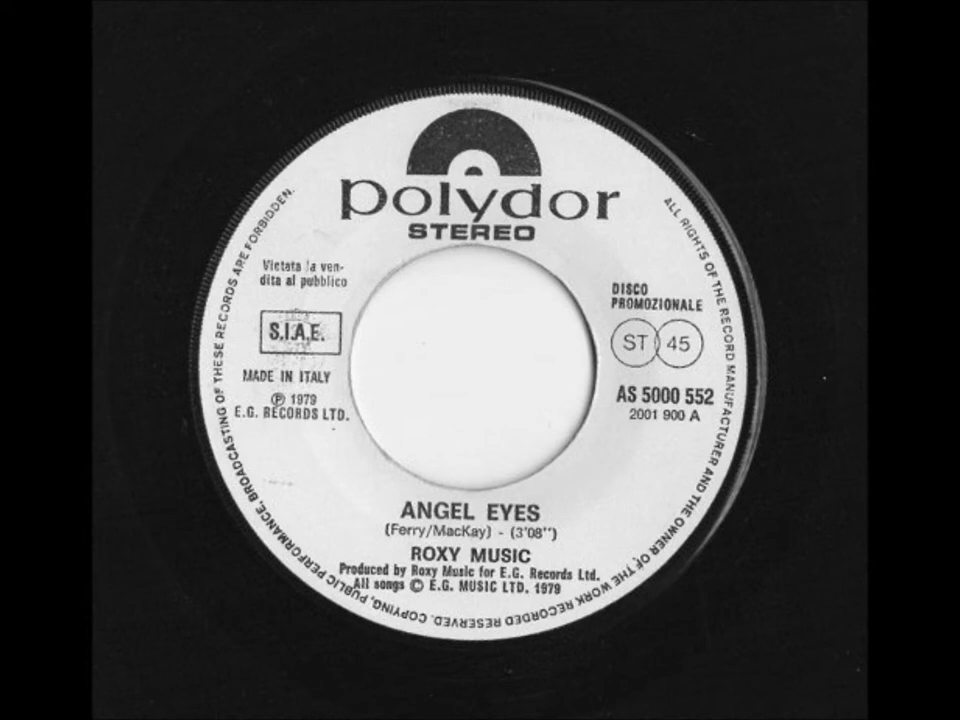 polydor
STEREO
ALL RIGHTS OF THE RECORD MANUFACTURER AND THE OWNER OF THE WORK RECORDED RESERVED. COPYING, PUBLIC PERFORMANCE, BROADCASTING OF THESE RECORDS ARE FORBIDDEN.
Vietata la ven-
dita al pubblico
S.I.A.E.
MADE IN ITALY
℗ 1979
E.G. RECORDS LTD.
DISCO
PROMOZIONALE
ST 45
AS 5000 552
2001 900 A
ANGEL EYES
(Ferry/MacKay) - (3'08'')
ROXY MUSIC
Produced by Roxy Music for E.G. Records Ltd.
All songs © E.G. MUSIC LTD. 1979